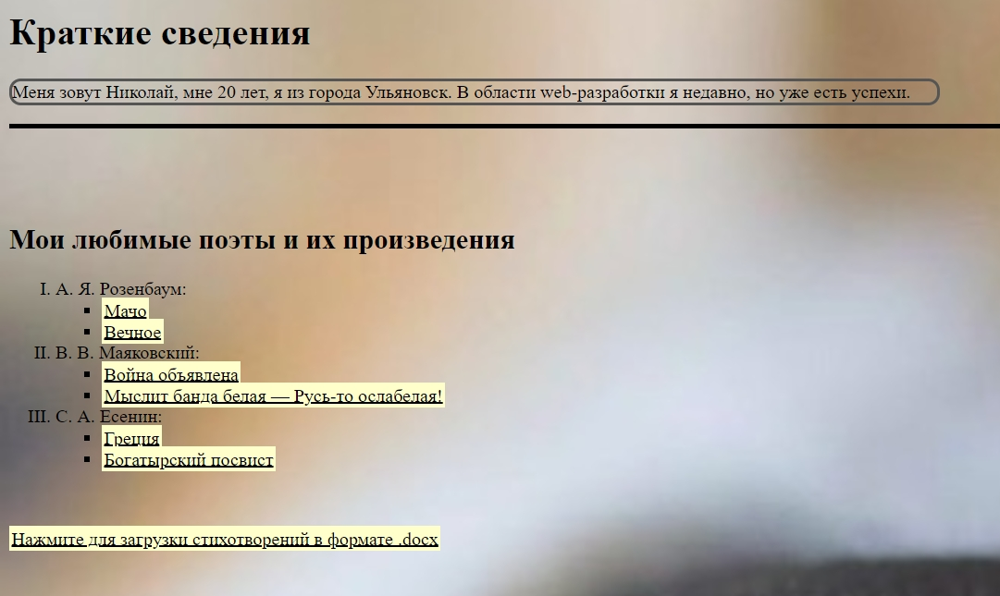 Краткие сведения
Меня зовут Николай, мне 20 лет, я из города Ульяновск. В области web-разработки я недавно, но уже есть успехи.
Мои любимые поэты и их произведения
I. А. Я. Розенбаум:
▪ Мачо
▪ Вечное
II. В. В. Маяковский:
▪ Война объявлена
▪ Мыслит банда белая — Русь-то ослабелая!
III. С. А. Есенин:
▪ Греция
▪ Богатырский посвист
Нажмите для загрузки стихотворений в формате .docx